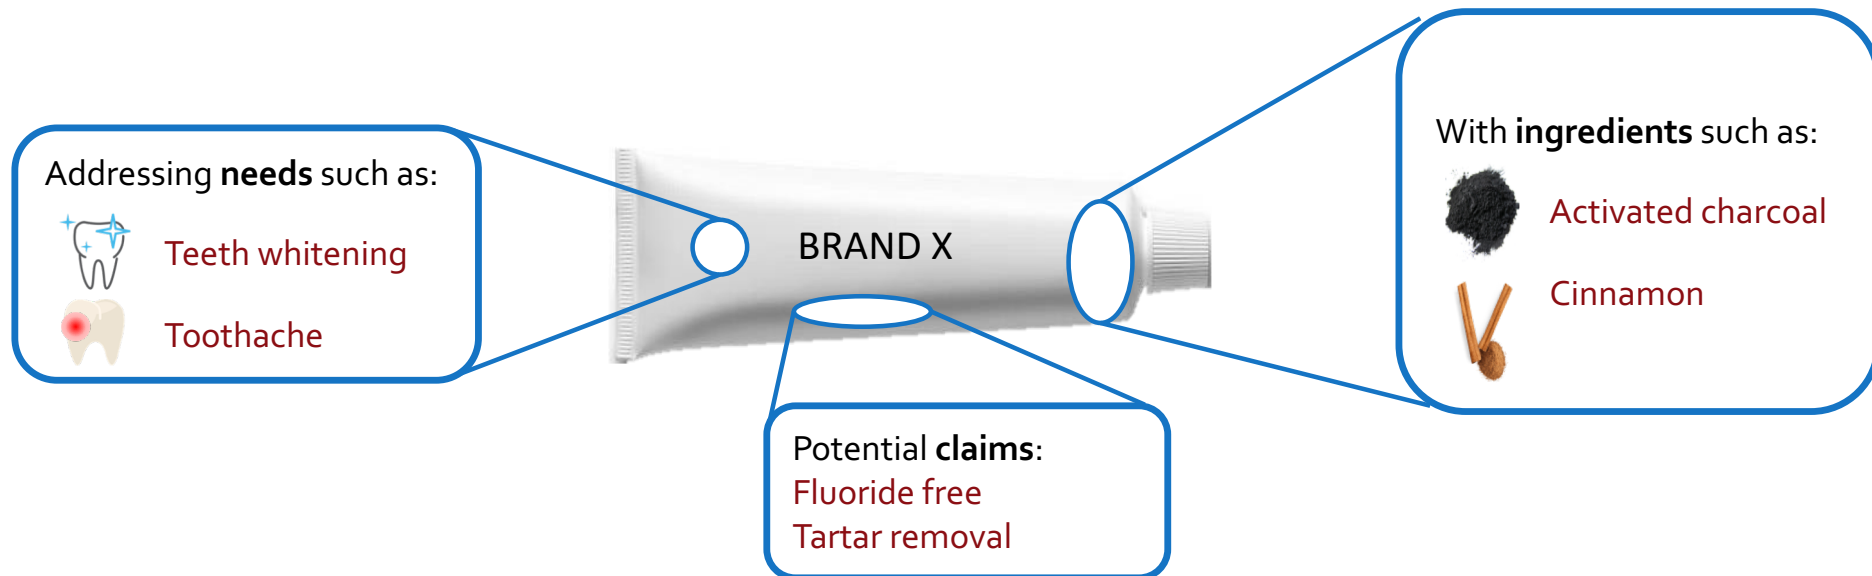 Addressing needs such as:
Teeth whitening
Toothache
BRAND X
Potential claims:
Fluoride free
Tartar removal
With ingredients such as:
Activated charcoal
Cinnamon